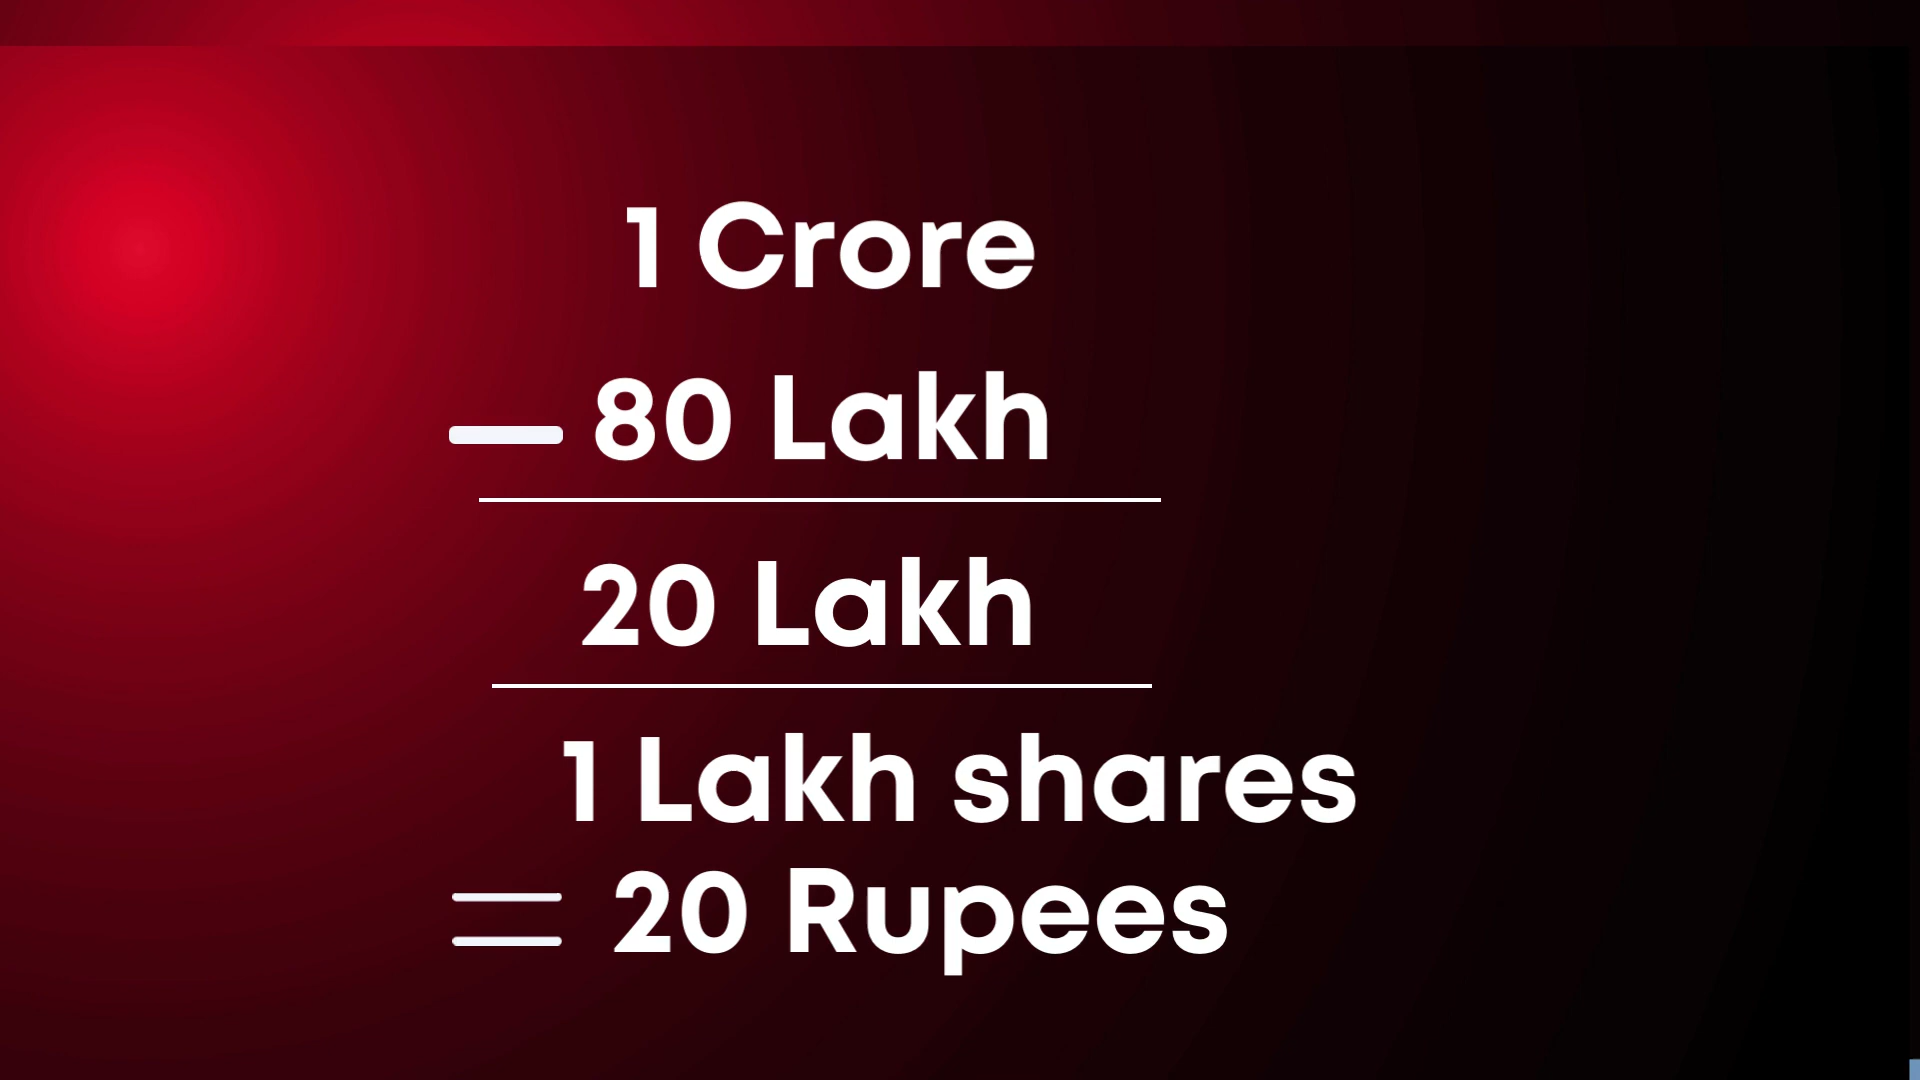 1 Crore
− 80 Lakh
20 Lakh
1 Lakh shares
= 20 Rupees